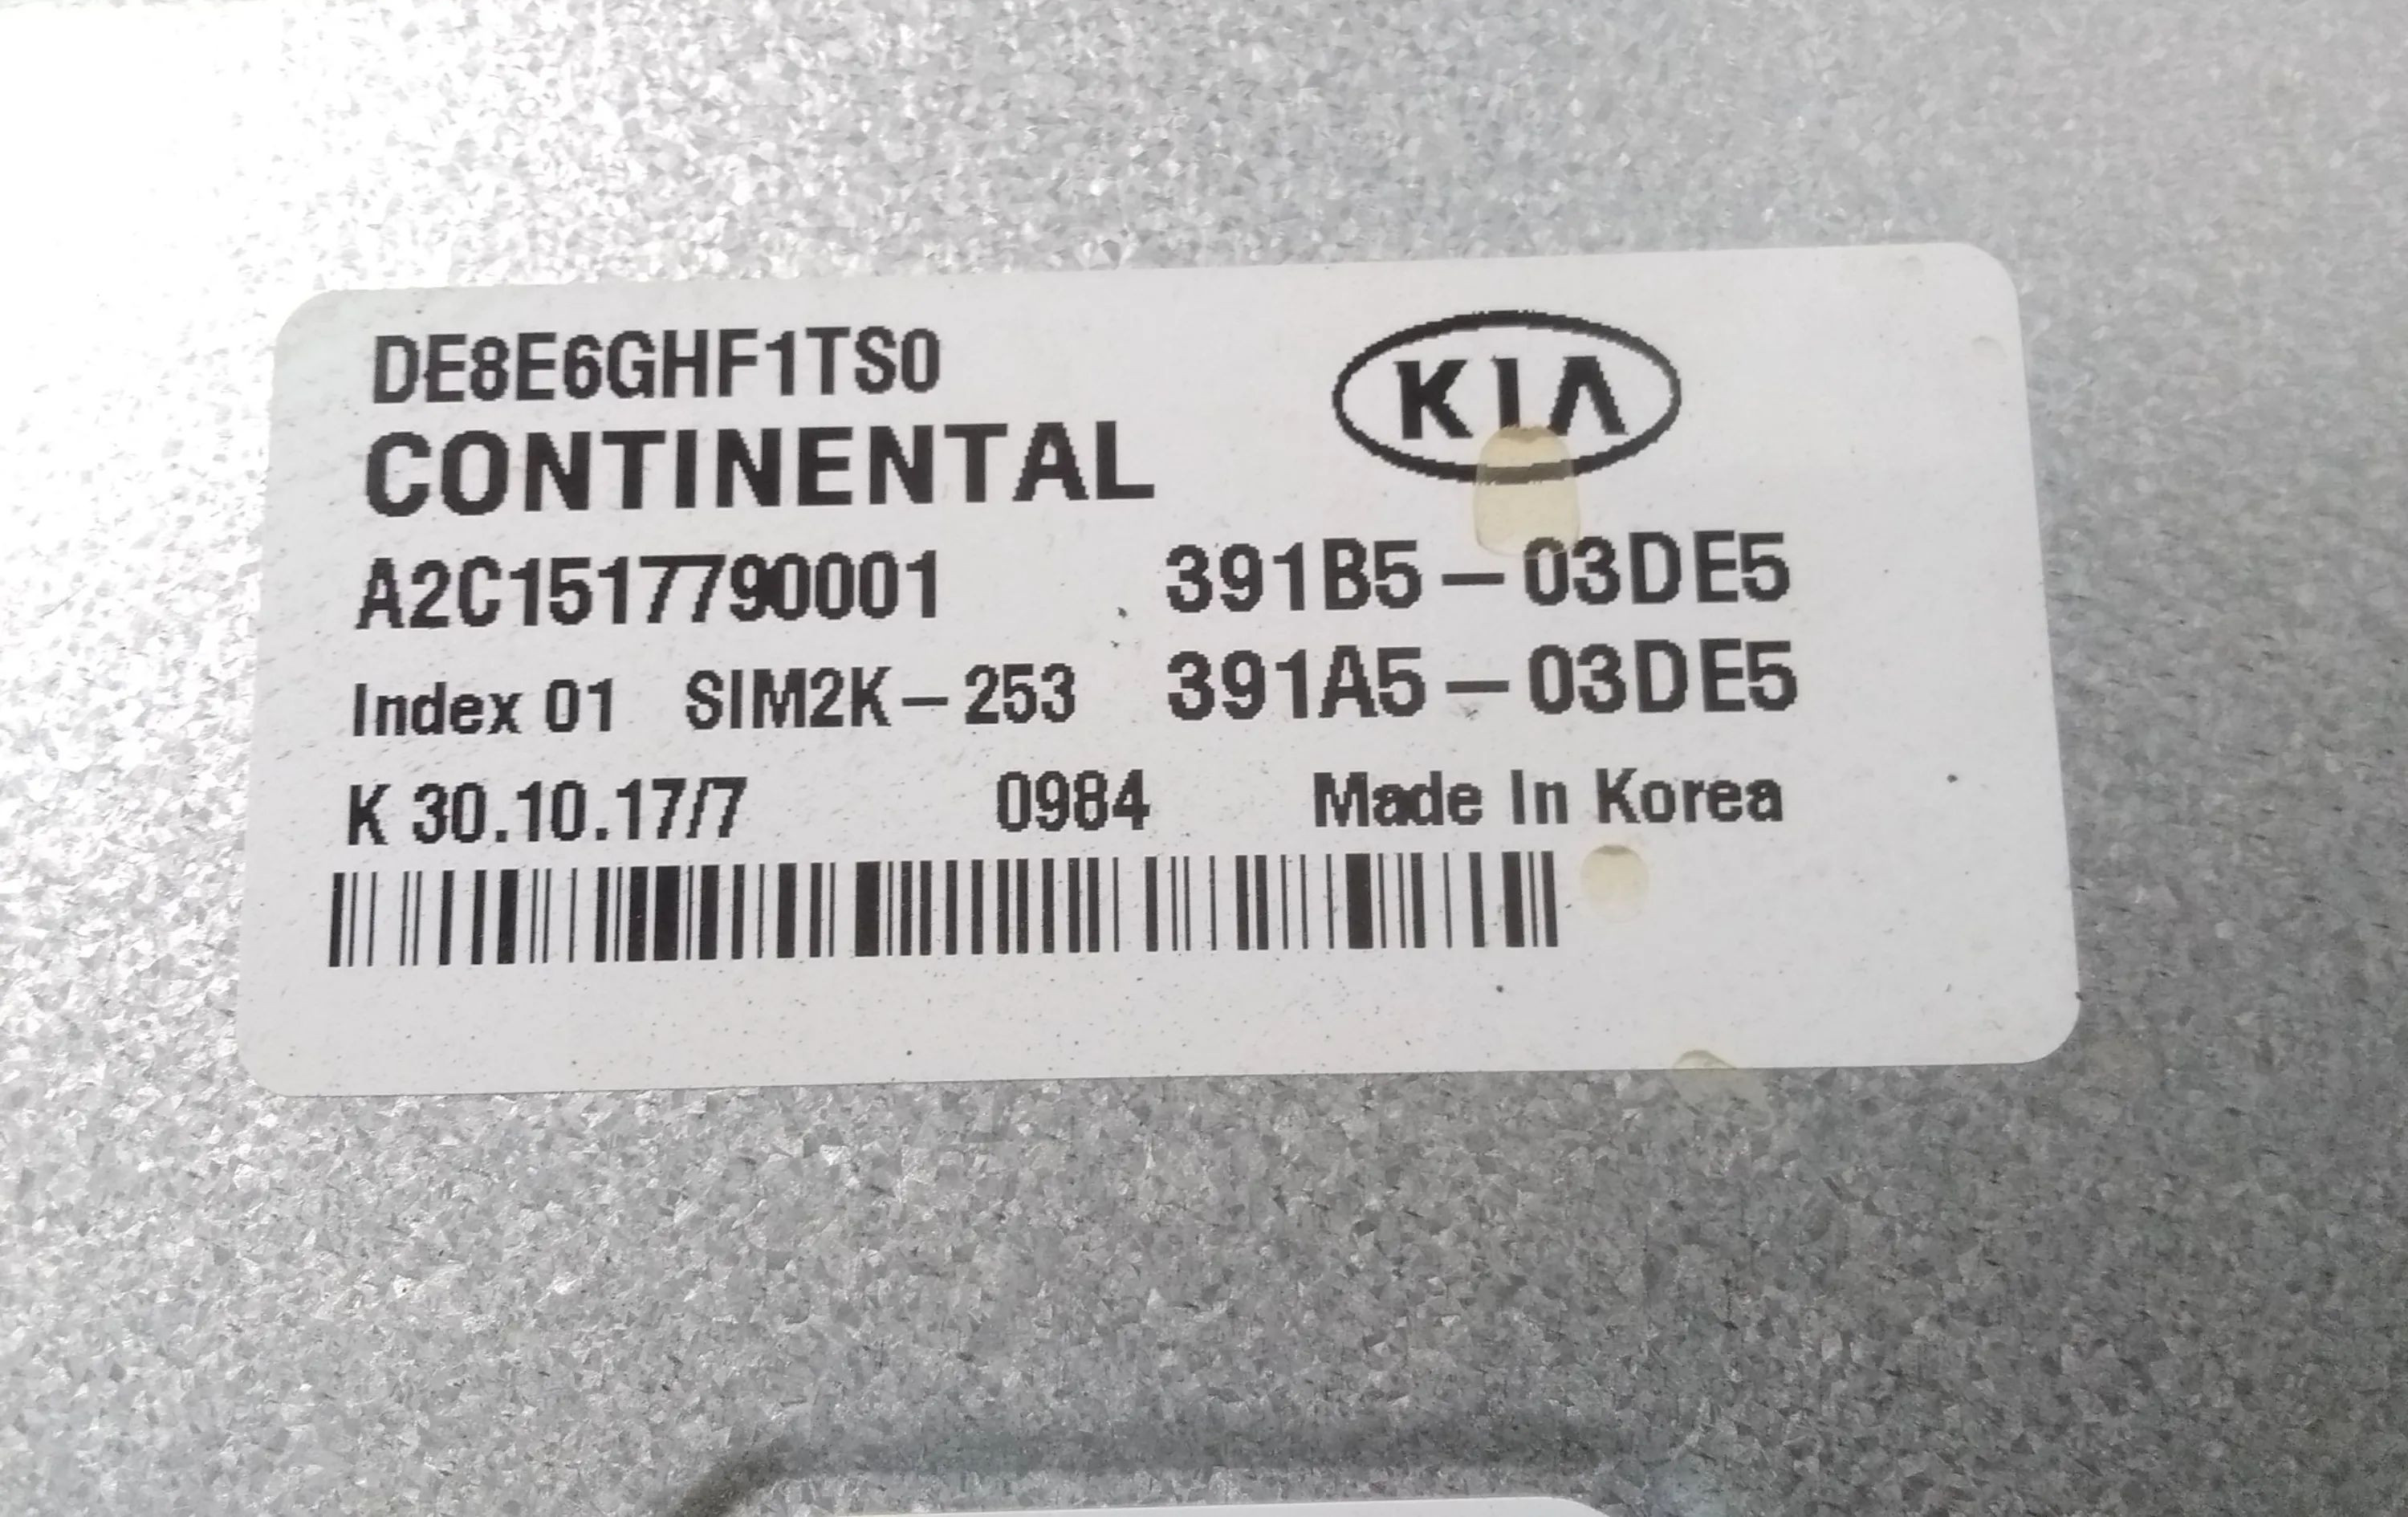 DE8E6GHF1TS0
KIA
CONTINENTAL
A2C1517790001 391B5-03DE5
Index 01 SIM2K-253 391A5-03DE5
K 30.10.17/7 0984 Made In Korea